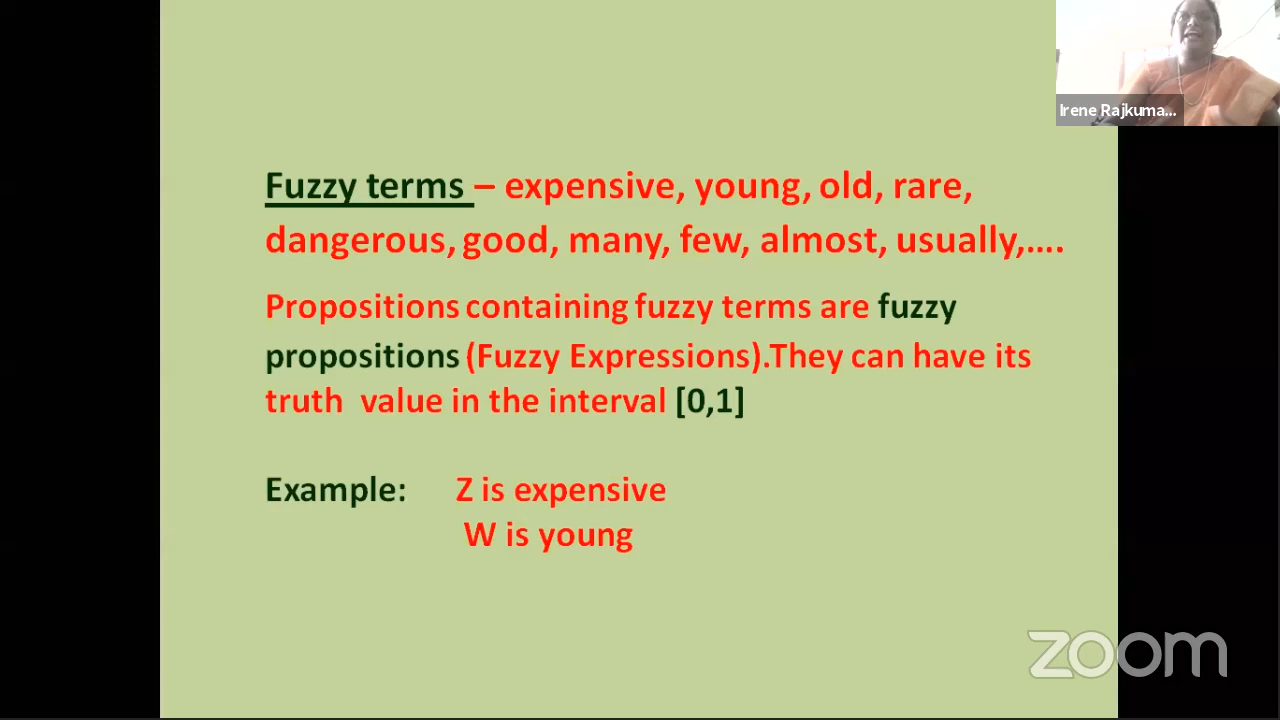 Irene Rajkuma...
Fuzzy terms – expensive, young, old, rare,
dangerous, good, many, few, almost, usually,....
Propositions containing fuzzy terms are fuzzy
propositions (Fuzzy Expressions).They can have its
truth value in the interval [0,1]
Example: Z is expensive
W is young
zoom